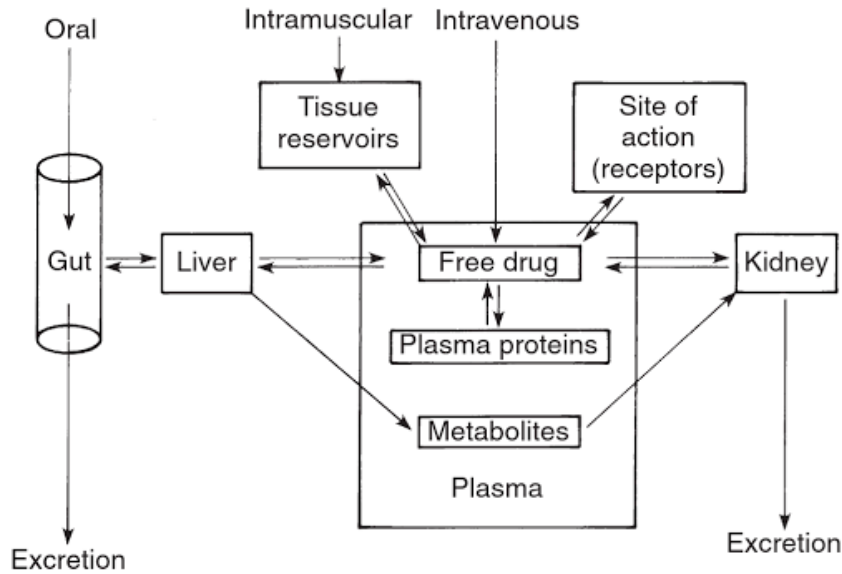 Oral
Intramuscular
Intravenous
Tissue
reservoirs
Site of
action
(receptors)
Gut
Liver
Free drug
Kidney
Plasma proteins
Metabolites
Plasma
Excretion
Excretion